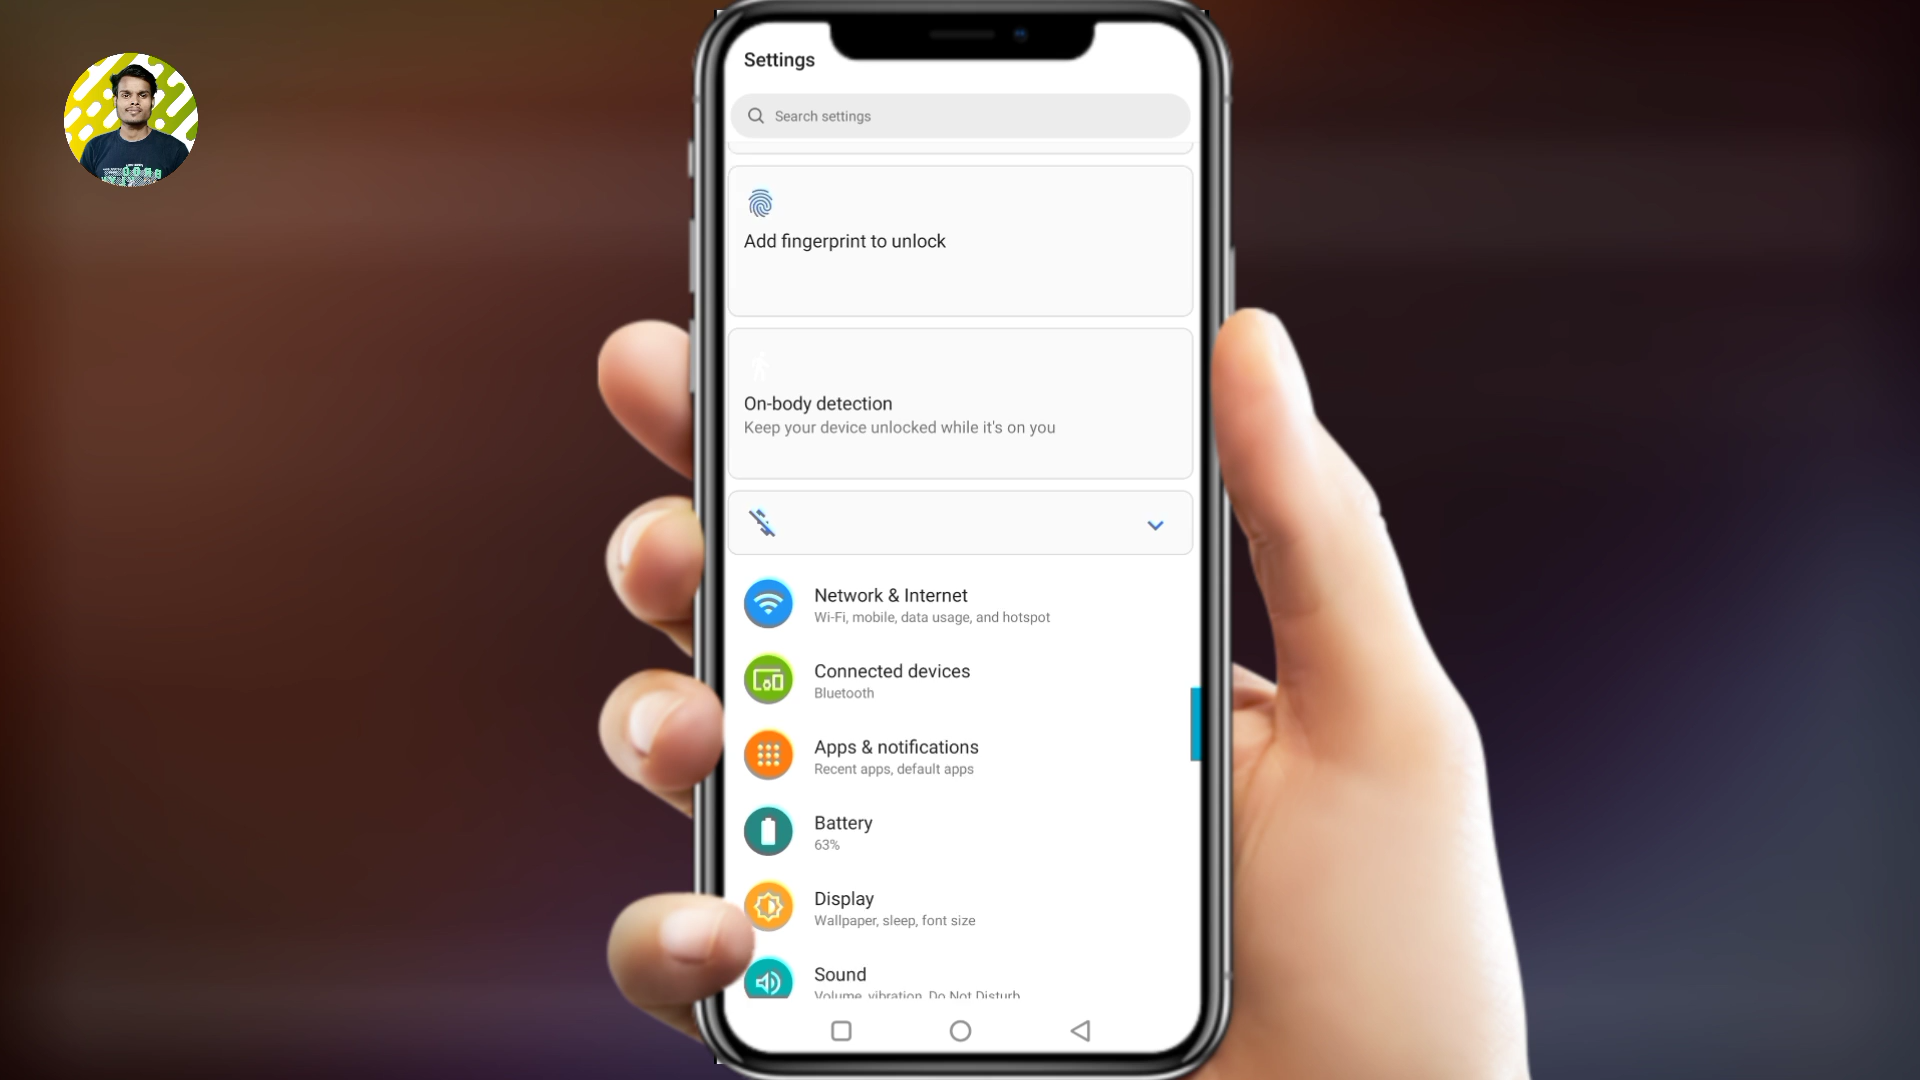 Settings
Search settings
Add fingerprint to unlock
On-body detection
Keep your device unlocked while it's on you
Network & Internet
Wi-Fi, mobile, data usage, and hotspot
Connected devices
Bluetooth
Apps & notifications
Recent apps, default apps
Battery
63%
Display
Wallpaper, sleep, font size
Sound
Volume, vibration, Do Not Disturb